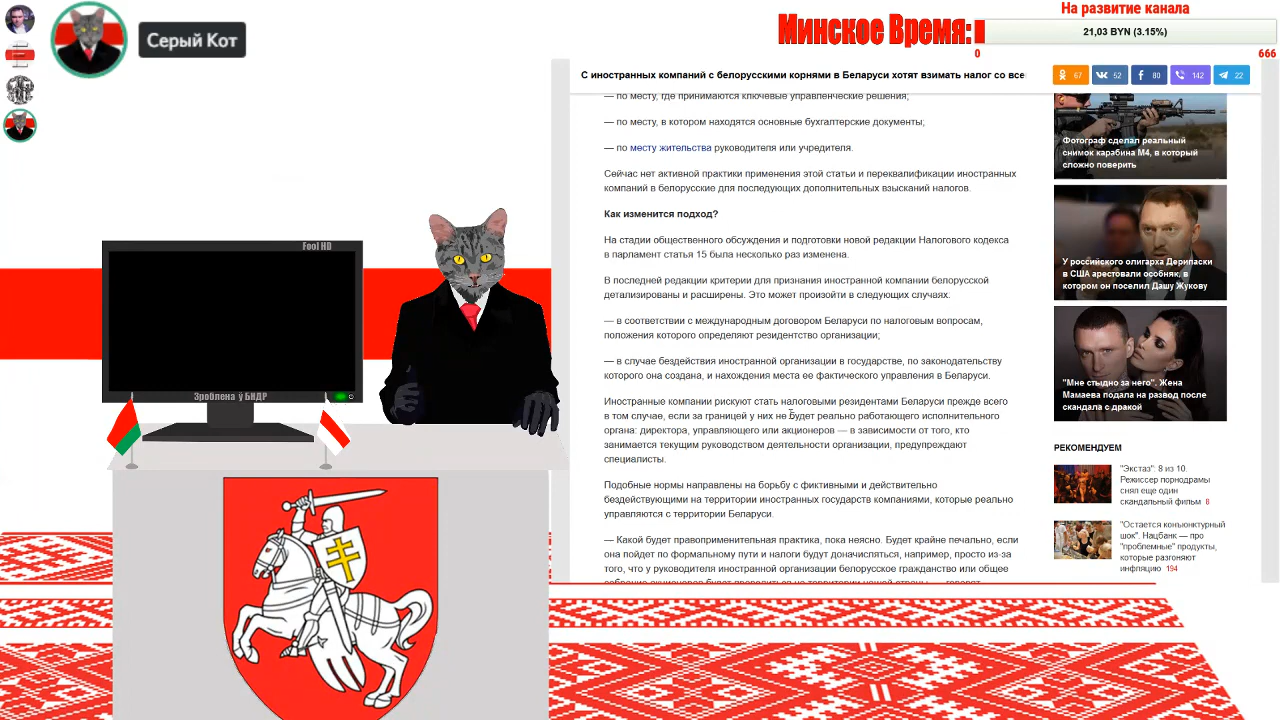 Серый Кот
Минское Время:
На развитие канала
21,03 BYN (3.15%)
0
666
С иностранных компаний с белорусскими корнями в Беларуси хотят взимать налог со все
67
52
80
142
22
— по месту, где принимаются ключевые управленческие решения;
— по месту, в котором находятся основные бухгалтерские документы;
— по месту жительства руководителя или учредителя.
Сейчас нет активной практики применения этой статьи и переквалификации иностранных
компаний в белорусские для последующих дополнительных взысканий налогов.
Как изменится подход?
На стадии общественного обсуждения и подготовки новой редакции Налогового кодекса
в парламент статья 15 была несколько раз изменена.
В последней редакции критерии для признания иностранной компании белорусской
детализированы и расширены. Это может произойти в следующих случаях:
— в соответствии с международным договором Беларуси по налоговым вопросам,
положения которого определяют резидентство организации;
— в случае бездействия иностранной организации в государстве, по законодательству
которого она создана, и нахождения места ее фактического управления в Беларуси.
Иностранные компании рискуют стать налоговыми резидентами Беларуси прежде всего
в том случае, если за границей у них не будет реально работающего исполнительного
органа: директора, управляющего или акционеров — в зависимости от того, кто
занимается текущим руководством деятельности организации, предупреждают
специалисты.
Подобные нормы направлены на борьбу с фиктивными и действительно
бездействующими на территории иностранных государств компаниями, которые реально
управляются с территории Беларуси.
— Какой будет правоприменительная практика, пока неясно. Будет крайне печально, если
она пойдет по формальному пути и налоги будут доначисляться, например, просто из-за
того, что у руководителя иностранной организации белорусское гражданство или общее
собрание акционеров будет проводиться на территории нашей страны, — говорят
Фотограф сделал реальный
снимок карабина М4, в который
сложно поверить
У российского олигарха Дерипаски
в США арестовали особняк, в
котором он поселил Дашу Жукову
"Мне стыдно за него". Жена
Мамаева подала на развод после
скандала с дракой
РЕКОМЕНДУЕМ
"Экстаз": 8 из 10.
Режиссер порнодрамы
снял еще один
скандальный фильм 8
"Остается конъюнктурный
шок". Нацбанк — про
"проблемные" продукты,
которые разгоняют
инфляцию 194
Fool HD
Зроблена ў БНДР